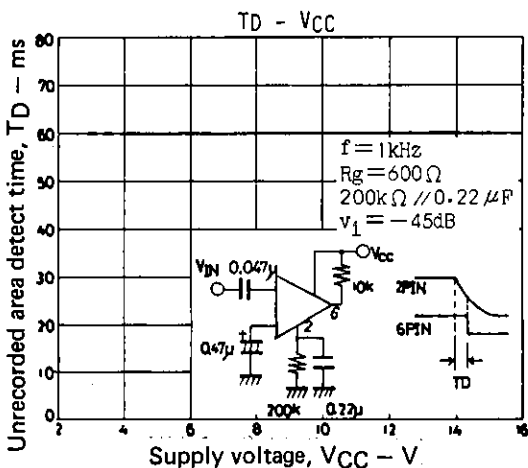 TD - VCC
Unrecorded area detect time, TD — ms
80
70
60
50
40
30
20
10
0
f=1kHz
Rg=600Ω
200kΩ//0.22μF
vi=-45dB
VCC
VIN
0.047μ
10k
6
2
0.47μ
+
200k
0.22μ
2PIN
6PIN
TD
2
4
6
8
10
12
14
16
Supply voltage, VCC — V